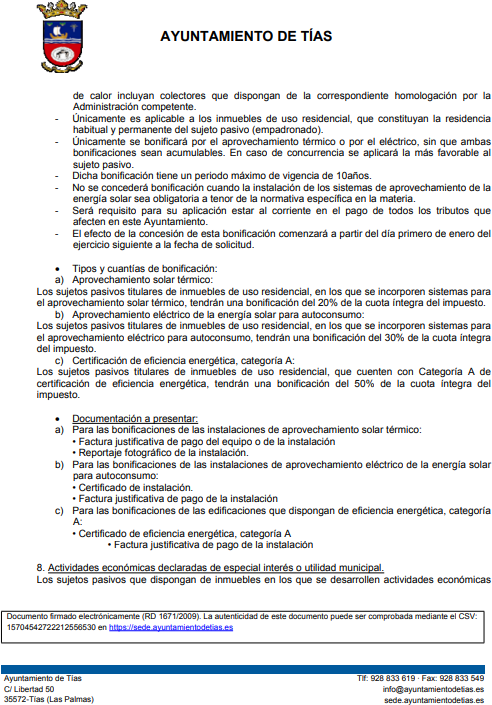 AYUNTAMIENTO DE TÍAS
de calor incluyan colectores que dispongan de la correspondiente homologación por la
Administración competente.
- Únicamente es aplicable a los inmuebles de uso residencial, que constituyan la residencia
habitual y permanente del sujeto pasivo (empadronado).
- Únicamente se bonificará por el aprovechamiento térmico o por el eléctrico, sin que ambas
bonificaciones sean acumulables. En caso de concurrencia se aplicará la más favorable al
sujeto pasivo.
- Dicha bonificación tiene un periodo máximo de vigencia de 10años.
- No se concederá bonificación cuando la instalación de los sistemas de aprovechamiento de la
energía solar sea obligatoria a tenor de la normativa específica en la materia.
- Será requisito para su aplicación estar al corriente en el pago de todos los tributos que
afecten en este Ayuntamiento.
- El efecto de la concesión de esta bonificación comenzará a partir del día primero de enero del
ejercicio siguiente a la fecha de solicitud.
• Tipos y cuantías de bonificación:
a) Aprovechamiento solar térmico:
Los sujetos pasivos titulares de inmuebles de uso residencial, en los que se incorporen sistemas para
el aprovechamiento solar térmico, tendrán una bonificación del 20% de la cuota íntegra del impuesto.
b) Aprovechamiento eléctrico de la energía solar para autoconsumo:
Los sujetos pasivos titulares de inmuebles de uso residencial, en los que se incorporen sistemas para
el aprovechamiento eléctrico para autoconsumo, tendrán una bonificación del 30% de la cuota íntegra
del impuesto.
c) Certificación de eficiencia energética, categoría A:
Los sujetos pasivos titulares de inmuebles de uso residencial, que cuenten con Categoría A de
certificación de eficiencia energética, tendrán una bonificación del 50% de la cuota íntegra del
impuesto.
• Documentación a presentar:
a) Para las bonificaciones de las instalaciones de aprovechamiento solar térmico:
• Factura justificativa de pago del equipo o de la instalación
• Reportaje fotográfico de la instalación.
b) Para las bonificaciones de las instalaciones de aprovechamiento eléctrico de la energía solar
para autoconsumo:
• Certificado de instalación.
• Factura justificativa de pago de la instalación
c) Para las bonificaciones de las edificaciones que dispongan de eficiencia energética, categoría
A:
• Certificado de eficiencia energética, categoría A
• Factura justificativa de pago de la instalación
8. Actividades económicas declaradas de especial interés o utilidad municipal.
Los sujetos pasivos que dispongan de inmuebles en los que se desarrollen actividades económicas
Documento firmado electrónicamente (RD 1671/2009). La autenticidad de este documento puede ser comprobada mediante el CSV:
15704542722212556530 en https://sede.ayuntamientodetias.es
Ayuntamiento de Tías
C/ Libertad 50
35572-Tías (Las Palmas)
Tlf: 928 833 619 · Fax: 928 833 549
info@ayuntamientodetias.es
sede.ayuntamientodetias.es